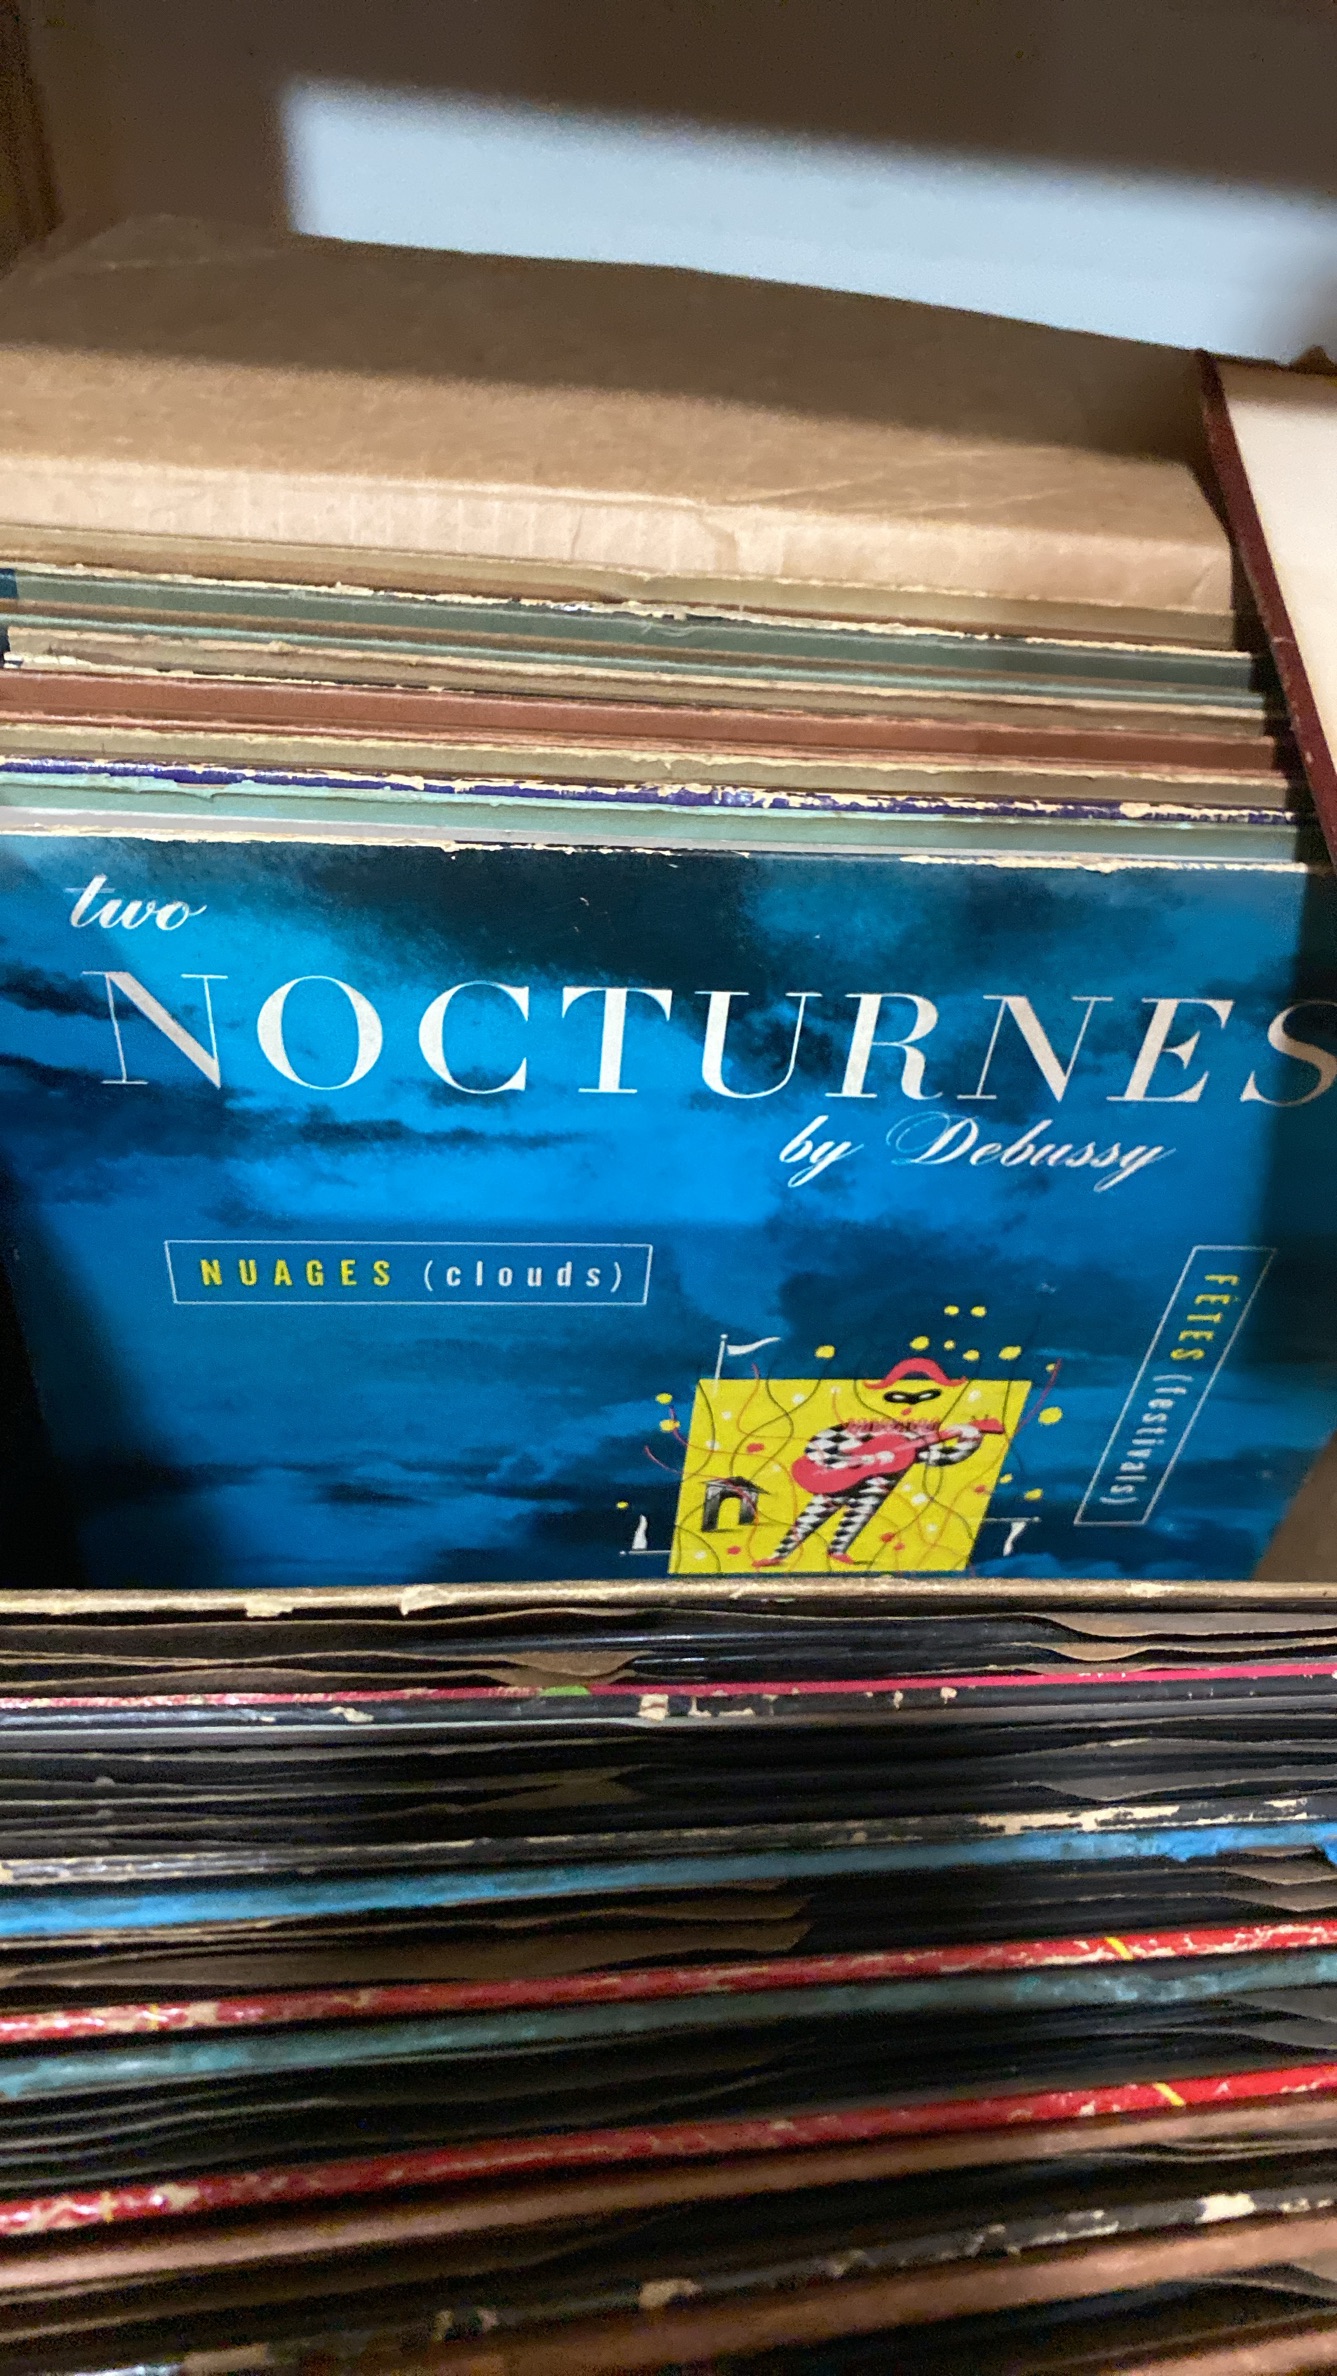 two
NOCTURNES
by Debussy
NUAGES (clouds)
FÊTES (festivals)